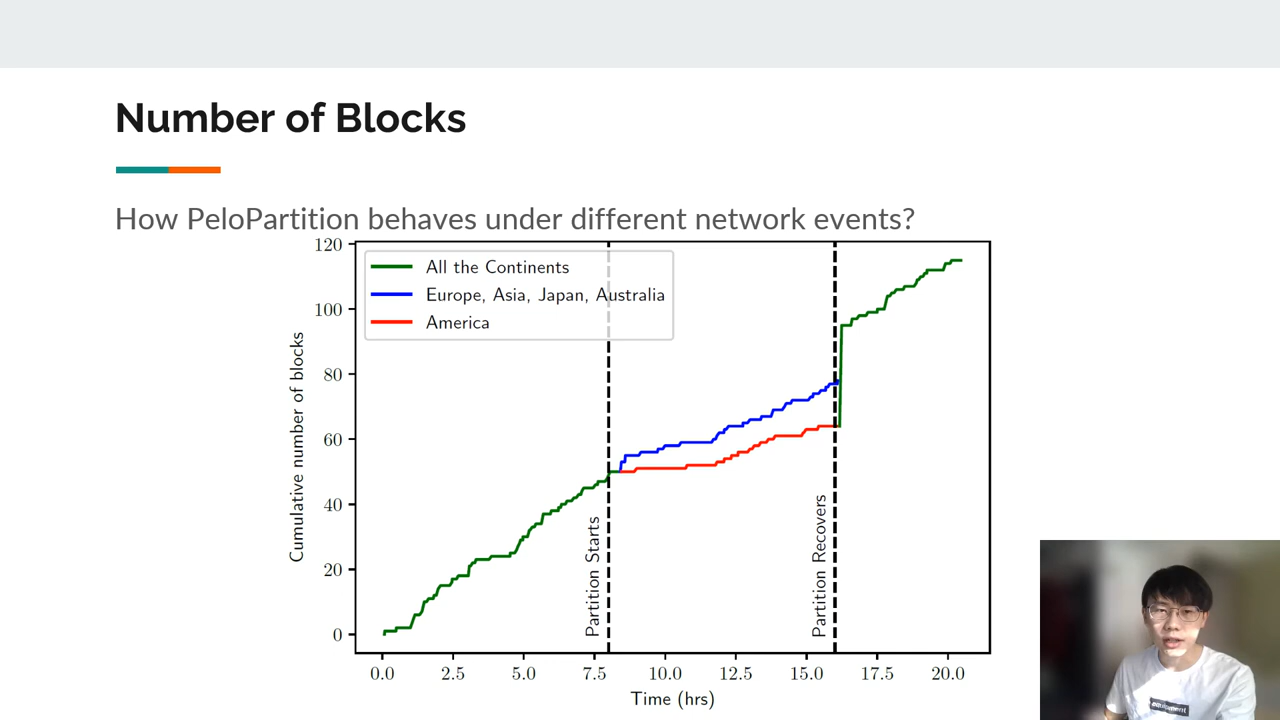 Number of Blocks
How PeloPartition behaves under different network events?
120
100
80
60
40
20
0
Cumulative number of blocks
All the Continents
Europe, Asia, Japan, Australia
America
Partition Starts
Partition Recovers
0.0 2.5 5.0 7.5 10.0 12.5 15.0 17.5 20.0
Time (hrs)
equipment